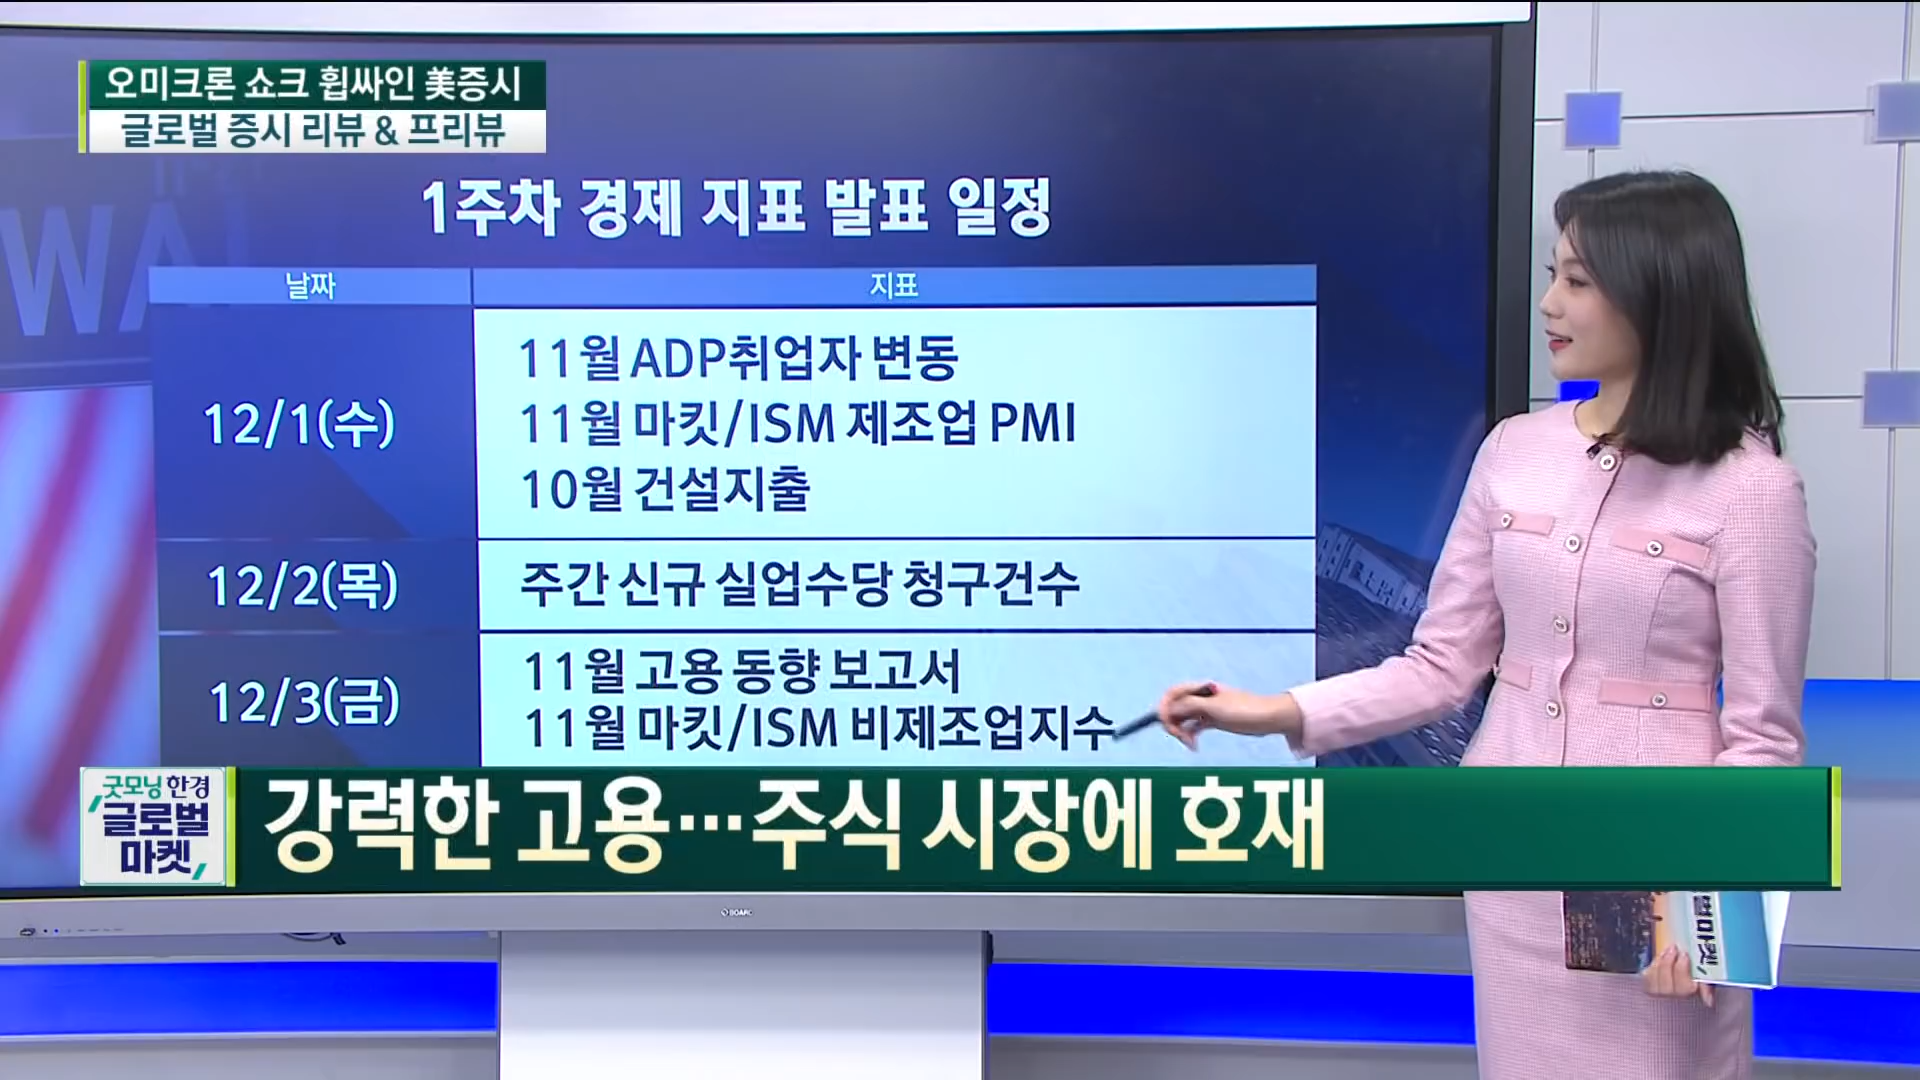 오미크론 쇼크 휩싸인 美증시
글로벌 증시 리뷰 & 프리뷰
WA
1주차 경제 지표 발표 일정
날짜
지표
12/1(수)
11월 ADP취업자 변동
11월 마킷/ISM 제조업 PMI
10월 건설지출
12/2(목)
주간 신규 실업수당 청구건수
12/3(금)
11월 고용 동향 보고서
11월 마킷/ISM 비제조업지수
굿모닝 한경
글로벌
마켓
강력한 고용…주식 시장에 호재
벌마켓